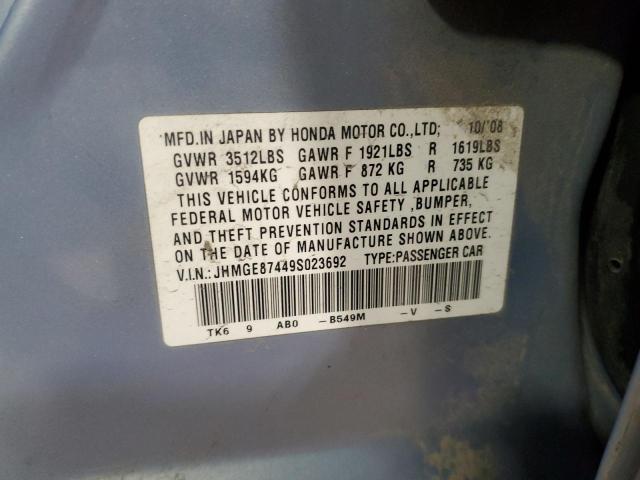 MFD.IN JAPAN BY HONDA MOTOR CO.,LTD; 10/'08
GVWR 3512LBS GAWR F 1921LBS R 1619LBS
GVWR 1594KG GAWR F 872 KG R 735 KG
THIS VEHICLE CONFORMS TO ALL APPLICABLE
FEDERAL MOTOR VEHICLE SAFETY ,BUMPER,
AND THEFT PREVENTION STANDARDS IN EFFECT
ON THE DATE OF MANUFACTURE SHOWN ABOVE.
V.I.N.: JHMGE87449S023692 TYPE:PASSENGER CAR
TK6 9 AB0 -B549M -V -S